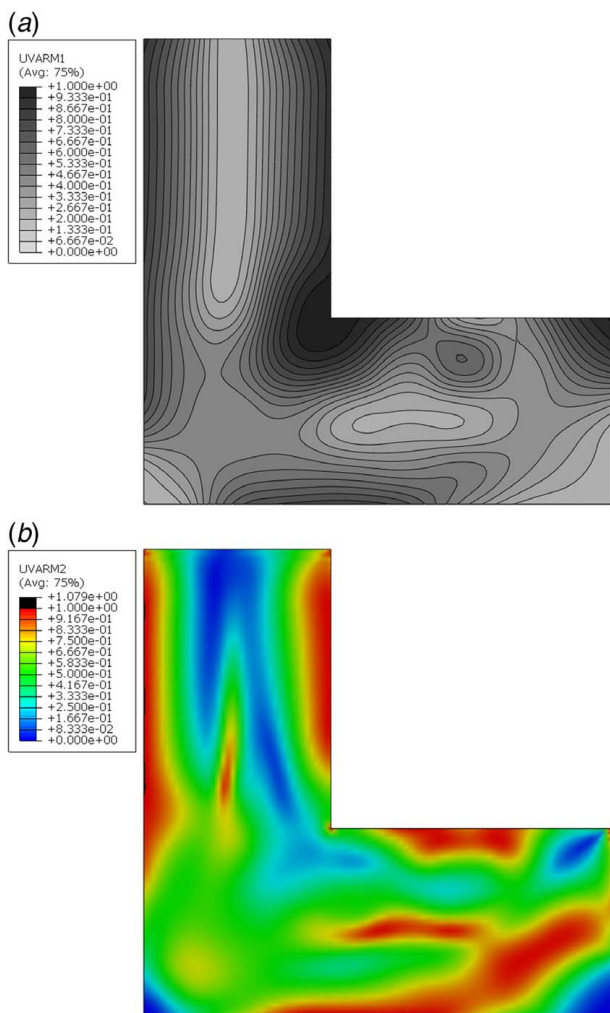 (a)
UVARM1
(Avg: 75%)
+1.000e+00
+9.333e-01
+8.667e-01
+8.000e-01
+7.333e-01
+6.667e-01
+6.000e-01
+5.333e-01
+4.667e-01
+4.000e-01
+3.333e-01
+2.667e-01
+2.000e-01
+1.333e-01
+6.667e-02
+0.000e+00
(b)
UVARM2
(Avg: 75%)
+1.079e+00
+1.000e+00
+9.167e-01
+8.333e-01
+7.500e-01
+6.667e-01
+5.833e-01
+5.000e-01
+4.167e-01
+3.333e-01
+2.500e-01
+1.667e-01
+8.333e-02
+0.000e+00